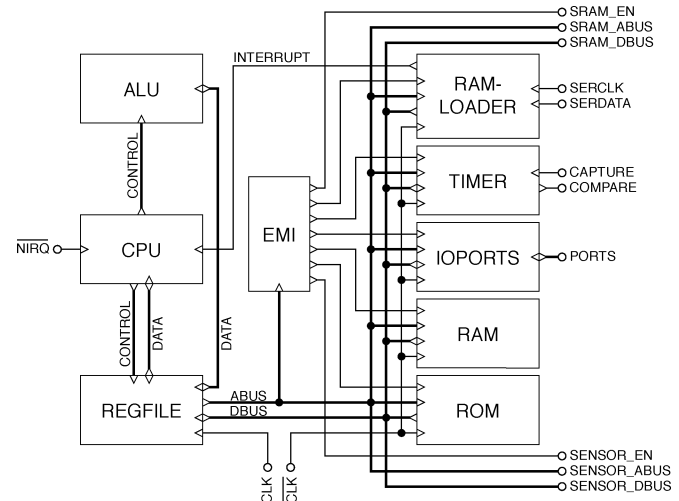 SRAM_EN
SRAM_ABUS
SRAM_DBUS
INTERRUPT
ALU
RAM-
LOADER
SERCLK
SERDATA
CONTROL
TIMER
CAPTURE
COMPARE
EMI
NIRQ
CPU
IOPORTS
PORTS
CONTROL
DATA
DATA
RAM
REGFILE
ABUS
DBUS
ROM
CLK
CLK
SENSOR_EN
SENSOR_ABUS
SENSOR_DBUS